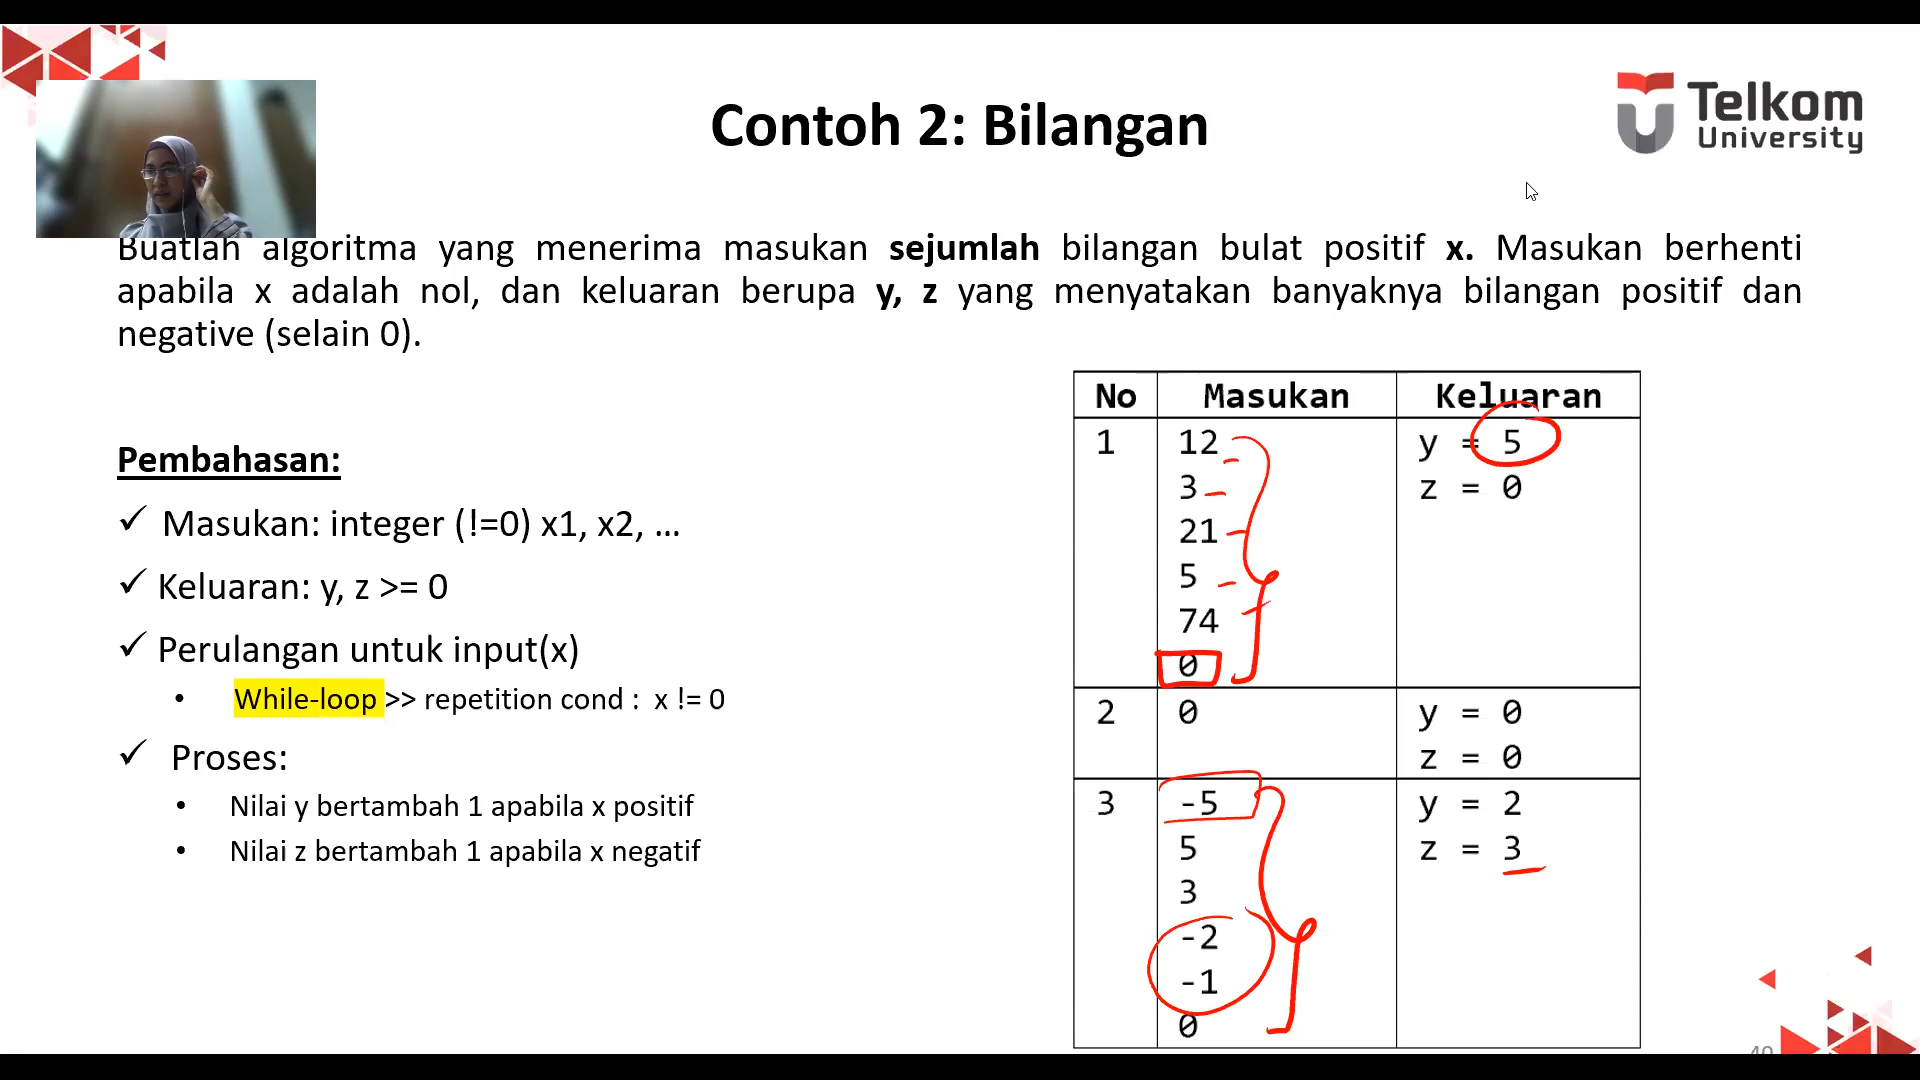 Contoh 2: Bilangan
Telkom
University
Buatlah algoritma yang menerima masukan sejumlah bilangan bulat positif x. Masukan berhenti
apabila x adalah nol, dan keluaran berupa y, z yang menyatakan banyaknya bilangan positif dan
negative (selain 0).
Pembahasan:
✓ Masukan: integer (!=0) x1, x2, ...
✓ Keluaran: y, z >= 0
✓ Perulangan untuk input(x)
• While-loop >> repetition cond : x != 0
✓ Proses:
• Nilai y bertambah 1 apabila x positif
• Nilai z bertambah 1 apabila x negatif
No Masukan Keluaran
1 12 y = 5
3 z = 0
21
5
74
0
2 0 y = 0
z = 0
3 -5 y = 2
5 z = 3
3
-2
-1
0